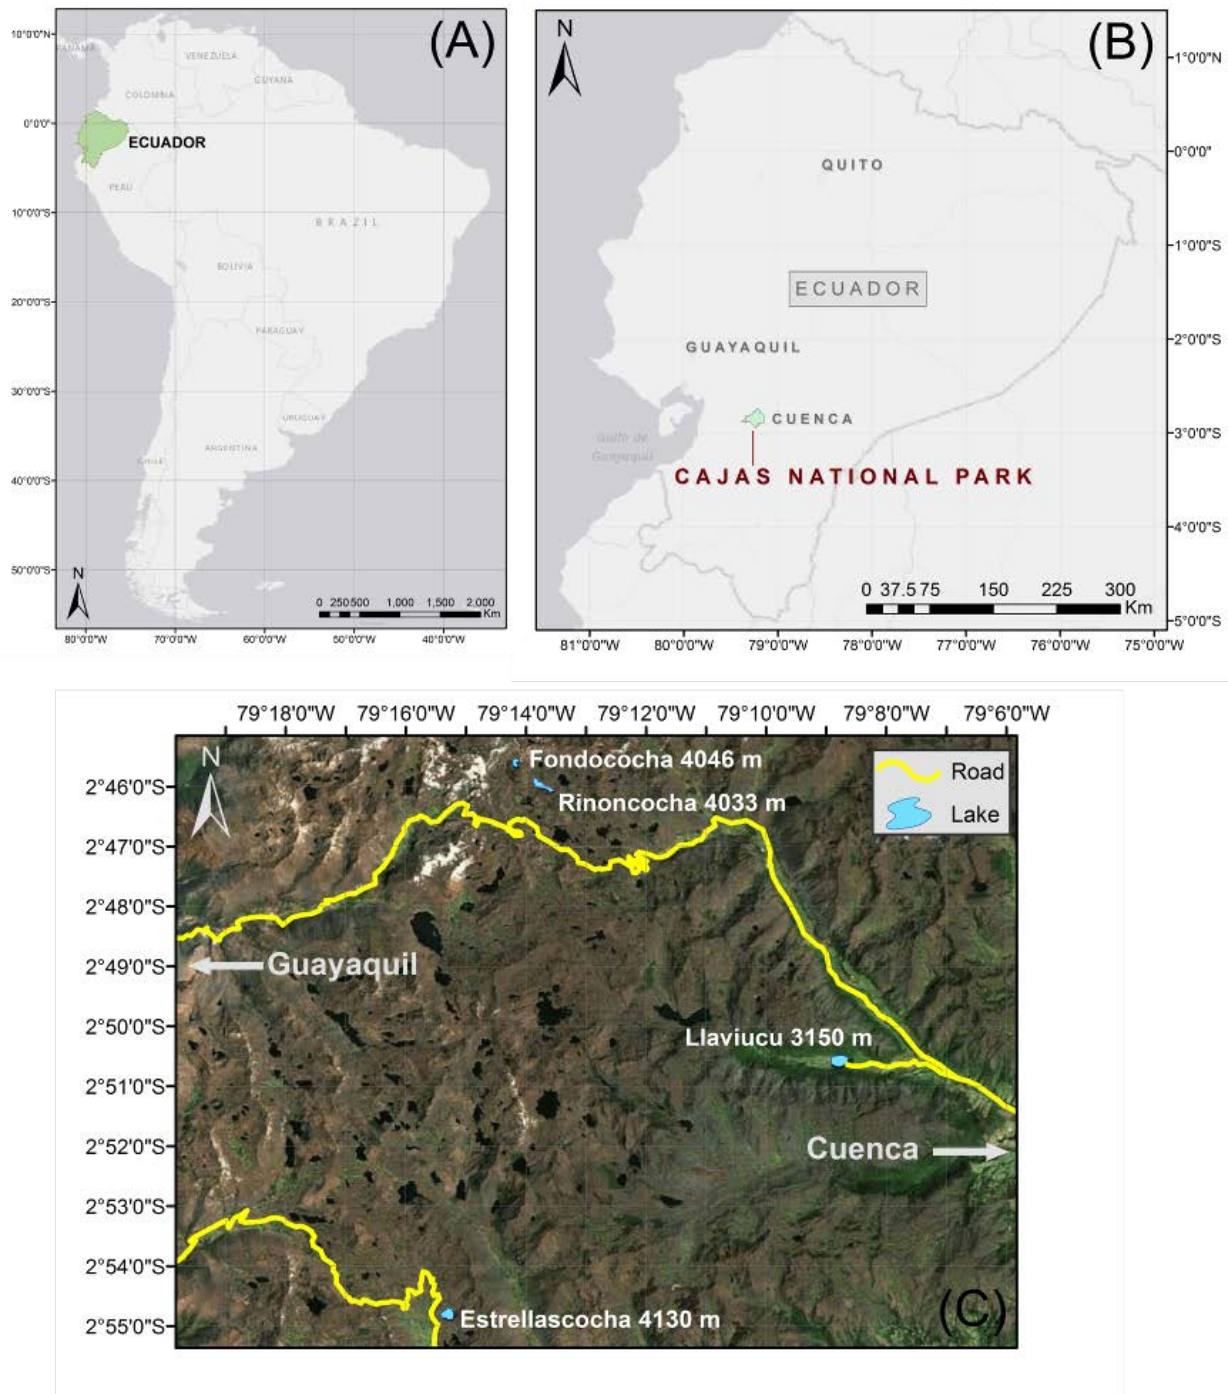 (A)
10°0'0"N
0°0'0"
10°0'0"S
20°0'0"S
30°0'0"S
40°0'0"S
50°0'0"S
PANAMA
VENEZUELA
GUYANA
COLOMBIA
ECUADOR
PERU
BRAZIL
BOLIVIA
PARAGUAY
URUGUAY
ARGENTINA
CHILE
N
0 250 500 1,000 1,500 2,000
Km
80°0'0"W 70°0'0"W 60°0'0"W 50°0'0"W 40°0'0"W
(B)
N
QUITO
ECUADOR
GUAYAQUIL
CUENCA
Golfo de
Guayaquil
CAJAS NATIONAL PARK
0 37.5 75 150 225 300
Km
1°0'0"N
0°0'0"
1°0'0"S
2°0'0"S
3°0'0"S
4°0'0"S
5°0'0"S
81°0'0"W 80°0'0"W 79°0'0"W 78°0'0"W 77°0'0"W 76°0'0"W 75°0'0"W
79°18'0"W 79°16'0"W 79°14'0"W 79°12'0"W 79°10'0"W 79°8'0"W 79°6'0"W
N
Fondococha 4046 m
Rinoncocha 4033 m
Road
Lake
2°46'0"S
2°47'0"S
2°48'0"S
2°49'0"S
2°50'0"S
2°51'0"S
2°52'0"S
2°53'0"S
2°54'0"S
2°55'0"S
Guayaquil
Llaviucu 3150 m
Cuenca
Estrellascocha 4130 m
(C)